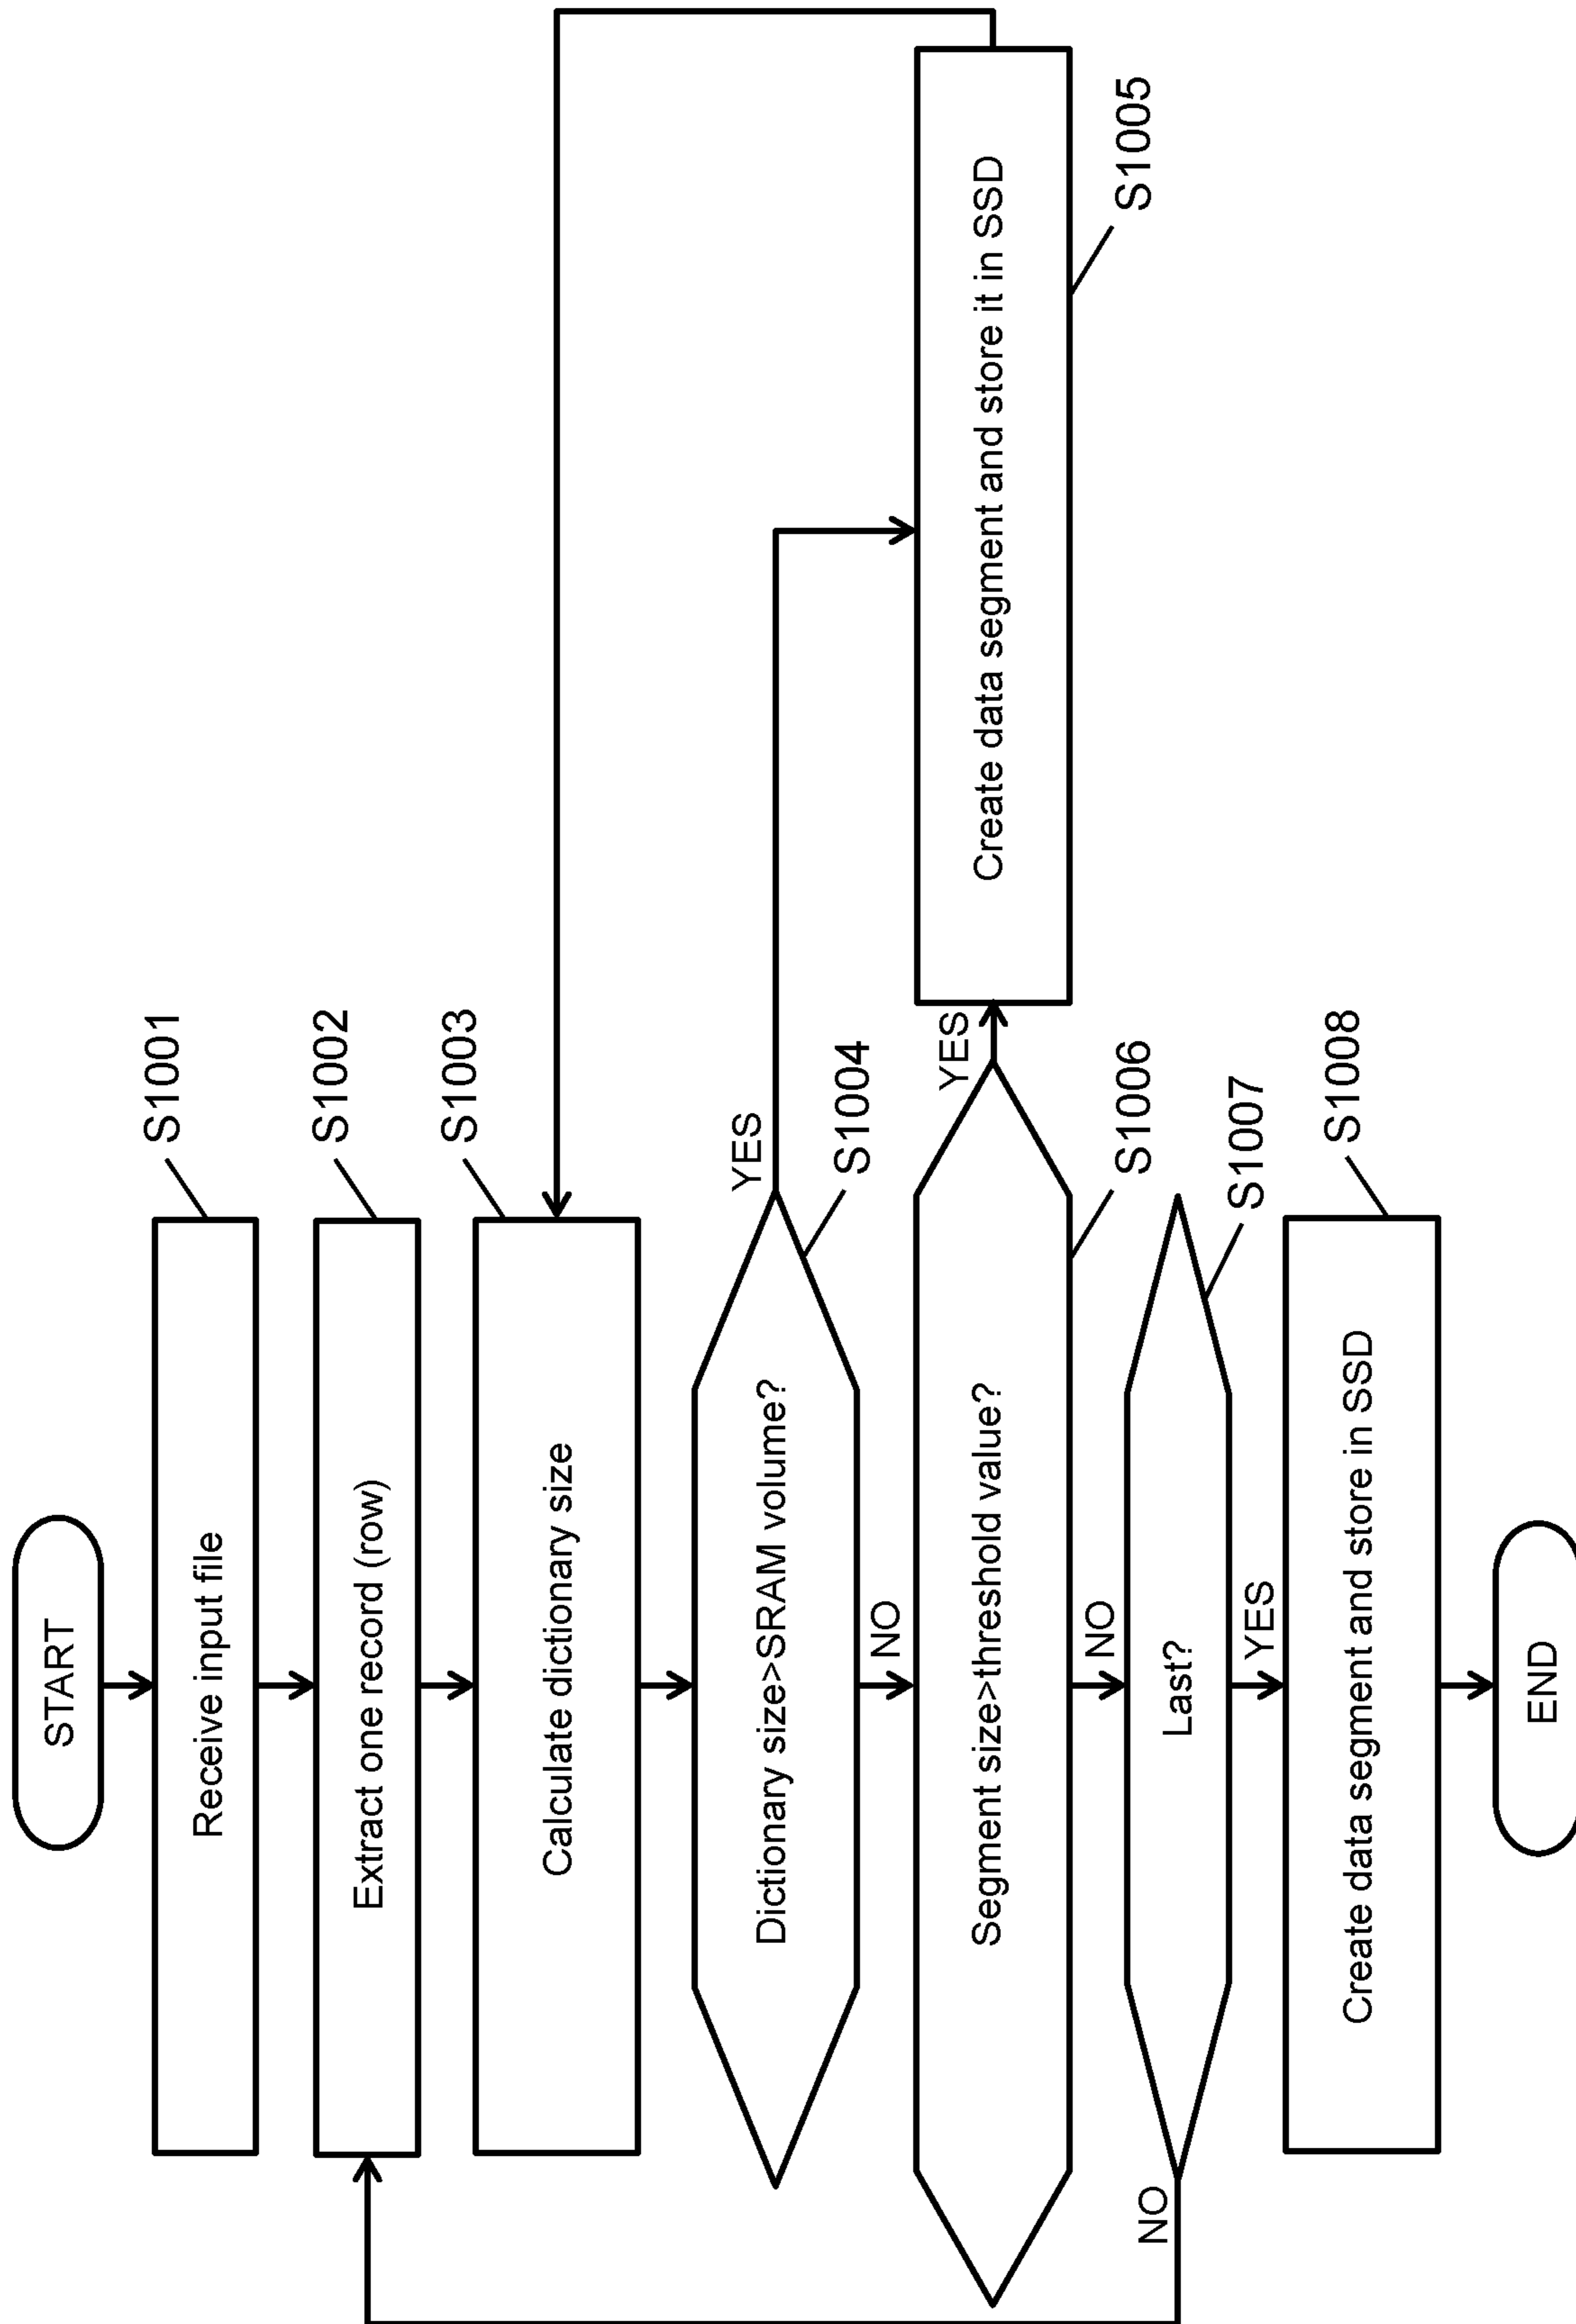 START
Receive input file
S1001
Extract one record (row)
S1002
Calculate dictionary size
S1003
Dictionary size>SRAM volume?
YES
S1004
NO
Segment size>threshold value?
YES
S1006
Create data segment and store it in SSD
S1005
NO
Last?
S1007
NO
YES
Create data segment and store in SSD
S1008
END